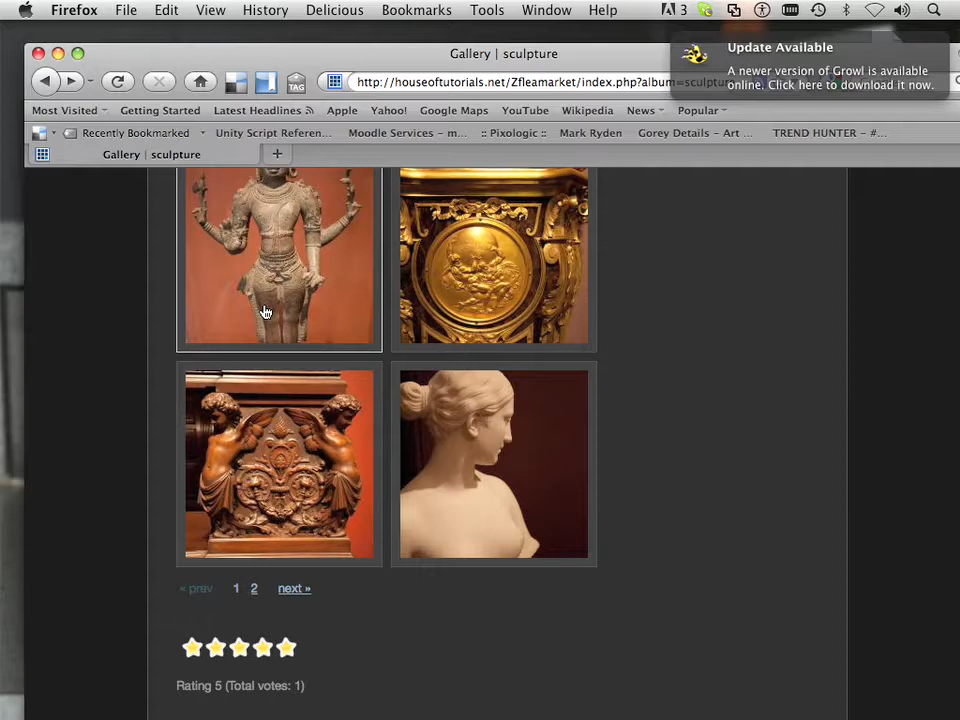 Firefox File Edit View History Delicious Bookmarks Tools Window Help 3
Gallery | sculpture
Update Available
A newer version of Growl is available
online. Click here to download it now.
TAG
http://houseoftutorials.net/Zfleamarket/index.php?album=sculptu
Most Visited Getting Started Latest Headlines Apple Yahoo! Google Maps YouTube Wikipedia News Popular
Recently Bookmarked Unity Script Referen... Moodle Services – m... :: Pixologic :: Mark Ryden Gorey Details – Art ... TREND HUNTER – #...
Gallery | sculpture
« prev 1 2 next »
Rating 5 (Total votes: 1)